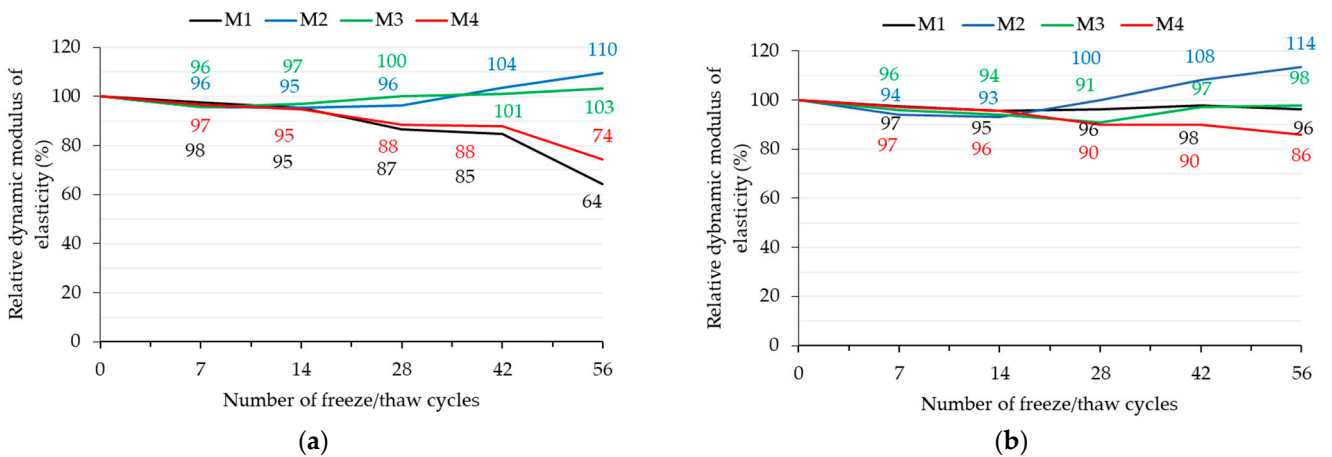 M1 M2 M3 M4
Relative dynamic modulus of
elasticity (%)
120
100
80
60
40
20
0
96 97 100 104 110
96 95 96 101 103
97 95 88 88 74
98 95 87 85 64
0 7 14 28 42 56
Number of freeze/thaw cycles
(a)
M1 M2 M3 M4
Relative dybnamic modulus of
elasticity (%)
120
100
80
60
40
20
0
96 94 100 108 114
94 93 91 97 98
97 95 96 98 96
97 96 90 90 86
0 7 14 28 42 56
Number of freeze/thaw cycles
(b)